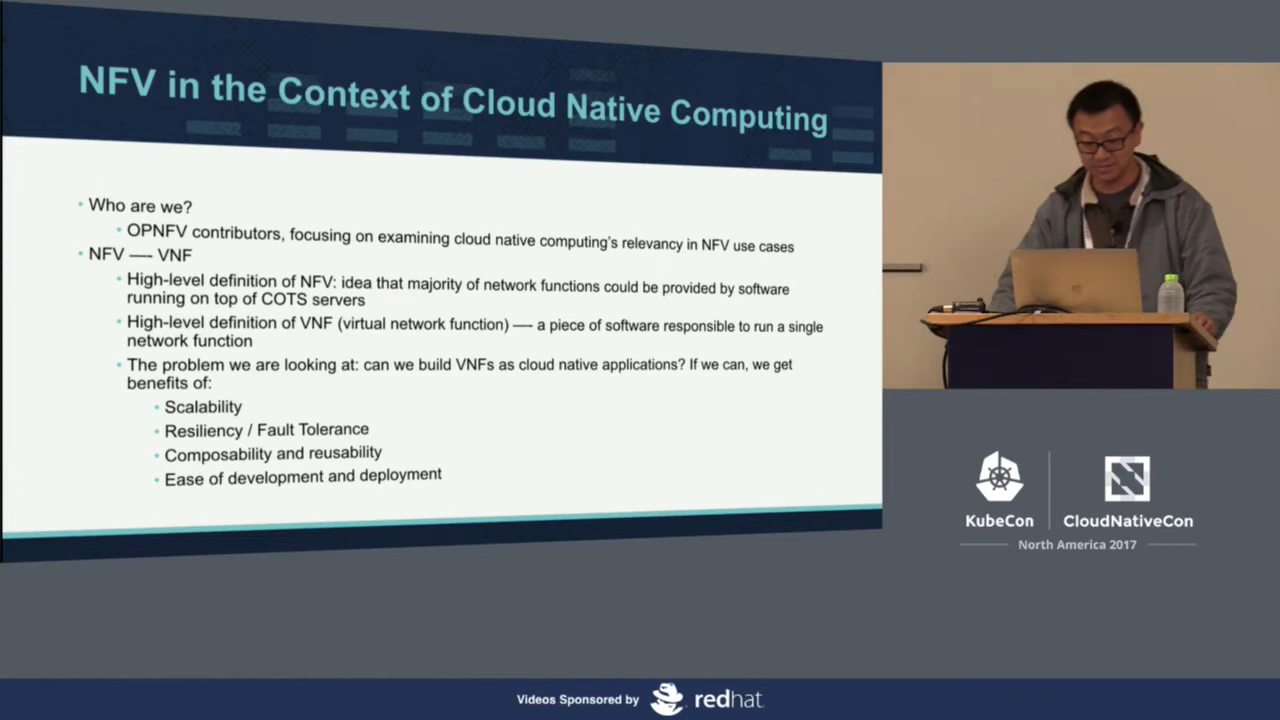 NFV in the Context of Cloud Native Computing
• Who are we?
• OPNFV contributors, focusing on examining cloud native computing's relevancy in NFV use cases
• NFV —- VNF
• High-level definition of NFV: idea that majority of network functions could be provided by software
running on top of COTS servers
• High-level definition of VNF (virtual network function) —- a piece of software responsible to run a single
network function
• The problem we are looking at: can we build VNFs as cloud native applications? If we can, we get
benefits of:
• Scalability
• Resiliency / Fault Tolerance
• Composability and reusability
• Ease of development and deployment
KubeCon
CloudNativeCon
North America 2017
Videos Sponsored by
redhat.